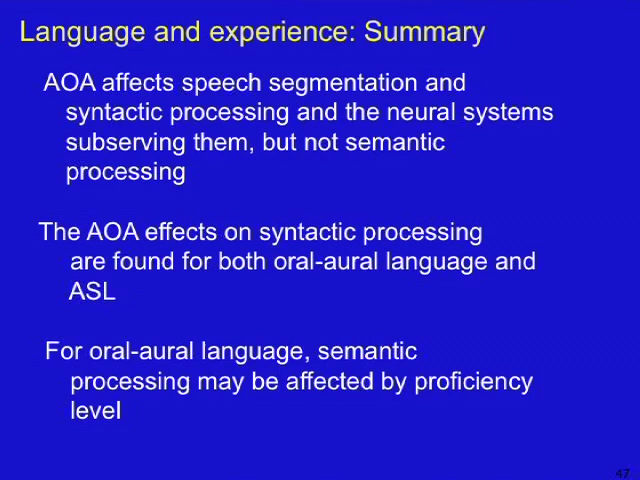 Language and experience: Summary
AOA affects speech segmentation and
syntactic processing and the neural systems
subserving them, but not semantic
processing
The AOA effects on syntactic processing
are found for both oral-aural language and
ASL
For oral-aural language, semantic
processing may be affected by proficiency
level
47